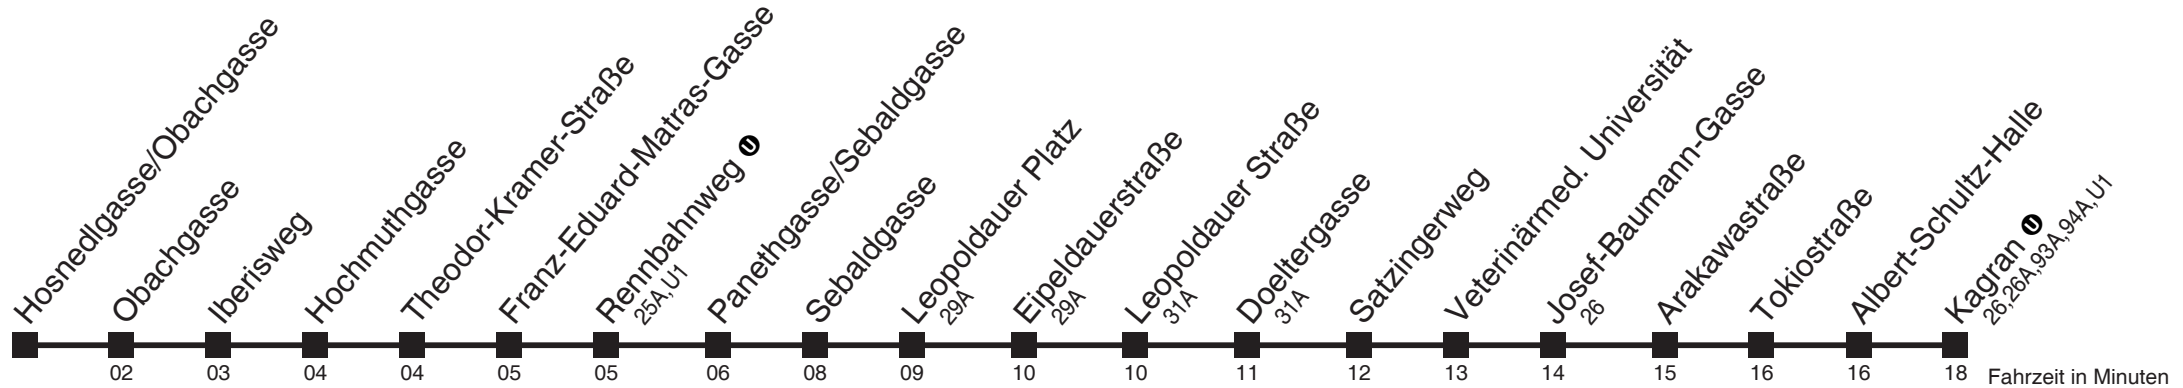 Hosnedlgasse/Obachgasse
Obachgasse
Iberisweg
Hochmuthgasse
Theodor-Kramer-Straße
Franz-Eduard-Matras-Gasse
Rennbahnweg U
25A,U1
Panethgasse/Sebaldgasse
Sebaldgasse
Leopoldauer Platz
29A
Eipeldauerstraße
29A
Leopoldauer Straße
31A
Doeltergasse
31A
Satzingerweg
Veterinärmed. Universität
Josef-Baumann-Gasse
26
Arakawastraße
Tokiostraße
Albert-Schultz-Halle
Kagran U
26,26A,93A,94A,U1
02 03 04 04 05 05 06 08 09 10 10 11 12 13 14 15 16 16 18 Fahrzeit in Minuten